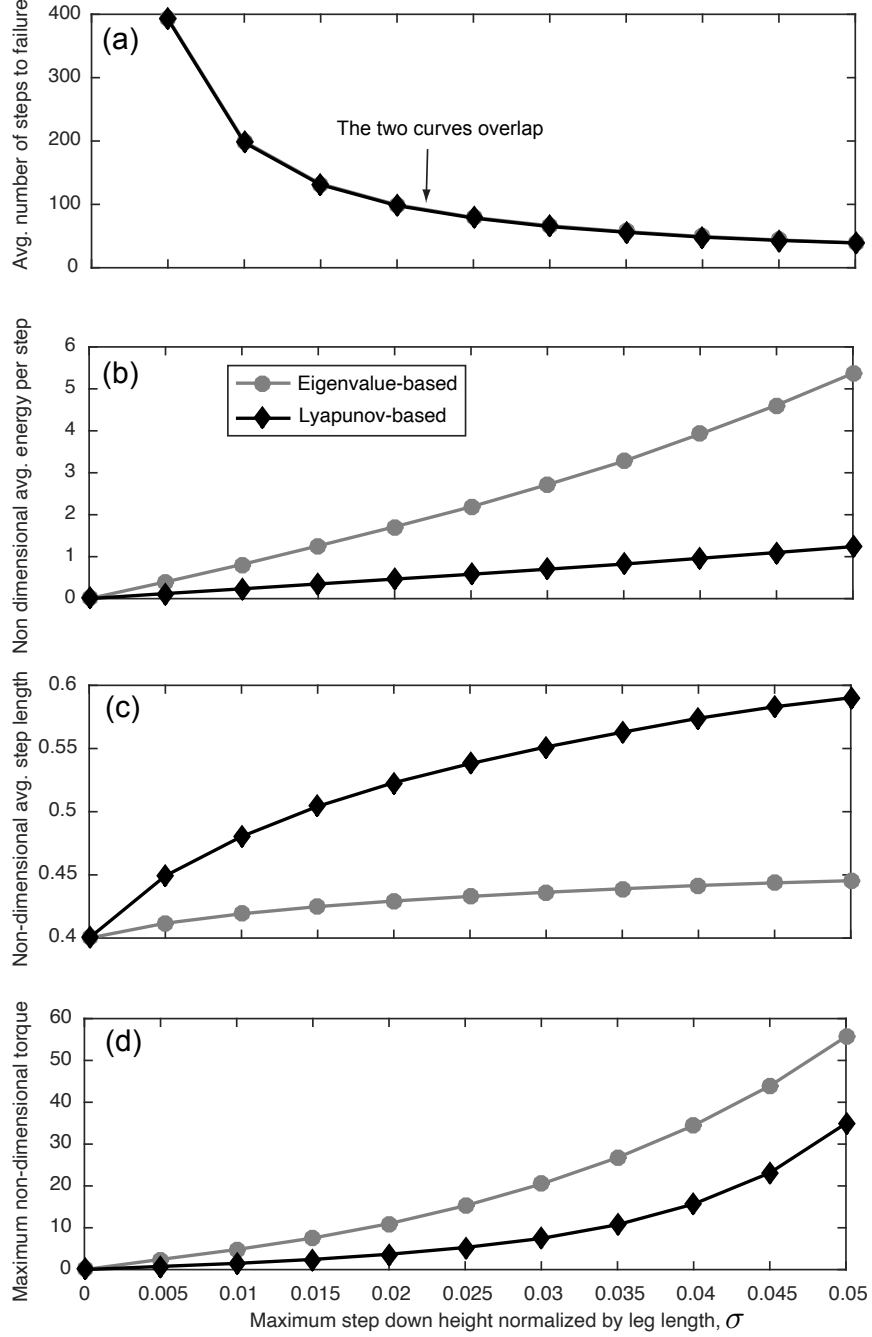 (a)
Avg. number of steps to failure
400
300
200
100
0
The two curves overlap
(b)
Non dimensional avg. energy per step
6
5
4
3
2
1
0
Eigenvalue-based
Lyapunov-based
(c)
Non-dimensional avg. step length
0.6
0.55
0.5
0.45
0.4
(d)
Maximum non-dimensional torque
60
50
40
30
20
10
0
0 0.005 0.01 0.015 0.02 0.025 0.03 0.035 0.04 0.045 0.05
Maximum step down height normalized by leg length, σ